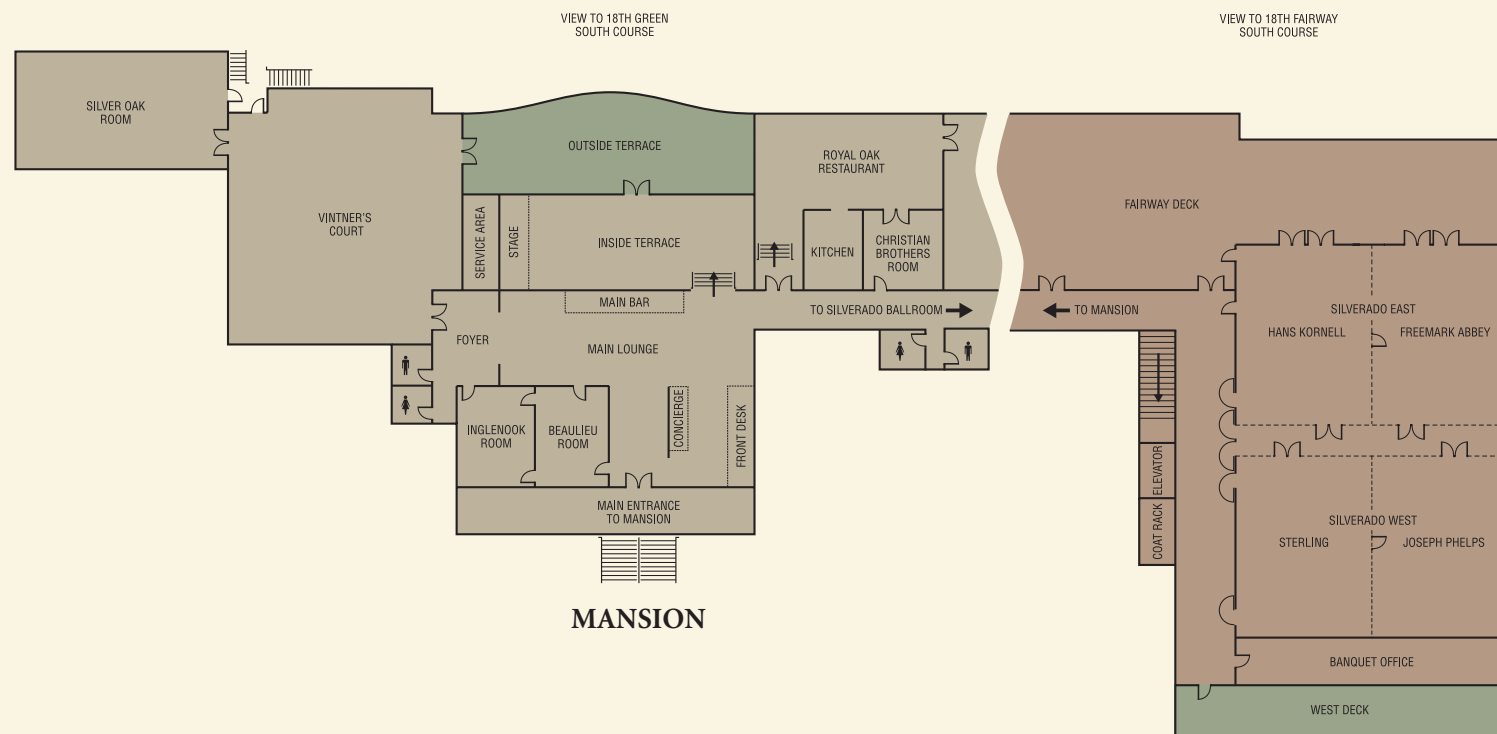 VIEW TO 18TH GREEN
SOUTH COURSE
VIEW TO 18TH FAIRWAY
SOUTH COURSE
SILVER OAK
ROOM
OUTSIDE TERRACE
ROYAL OAK
RESTAURANT
FAIRWAY DECK
VINTNER'S
COURT
SERVICE AREA
STAGE
INSIDE TERRACE
KITCHEN
CHRISTIAN
BROTHERS
ROOM
MAIN BAR
TO SILVERADO BALLROOM
TO MANSION
SILVERADO EAST
HANS KORNELL
FREEMARK ABBEY
FOYER
MAIN LOUNGE
INGLENOOK
ROOM
BEAULIEU
ROOM
CONCIERGE
FRONT DESK
ELEVATOR
COAT RACK
MAIN ENTRANCE
TO MANSION
SILVERADO WEST
STERLING
JOSEPH PHELPS
MANSION
BANQUET OFFICE
WEST DECK